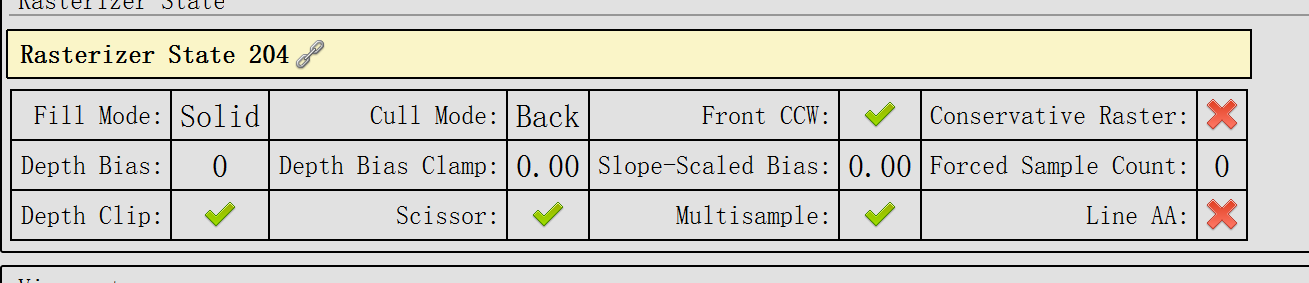 Rasterizer State
Rasterizer State 204
Fill Mode: Solid Cull Mode: Back Front CCW: Conservative Raster:
Depth Bias: 0 Depth Bias Clamp: 0.00 Slope-Scaled Bias: 0.00 Forced Sample Count: 0
Depth Clip: Scissor: Multisample: Line AA: